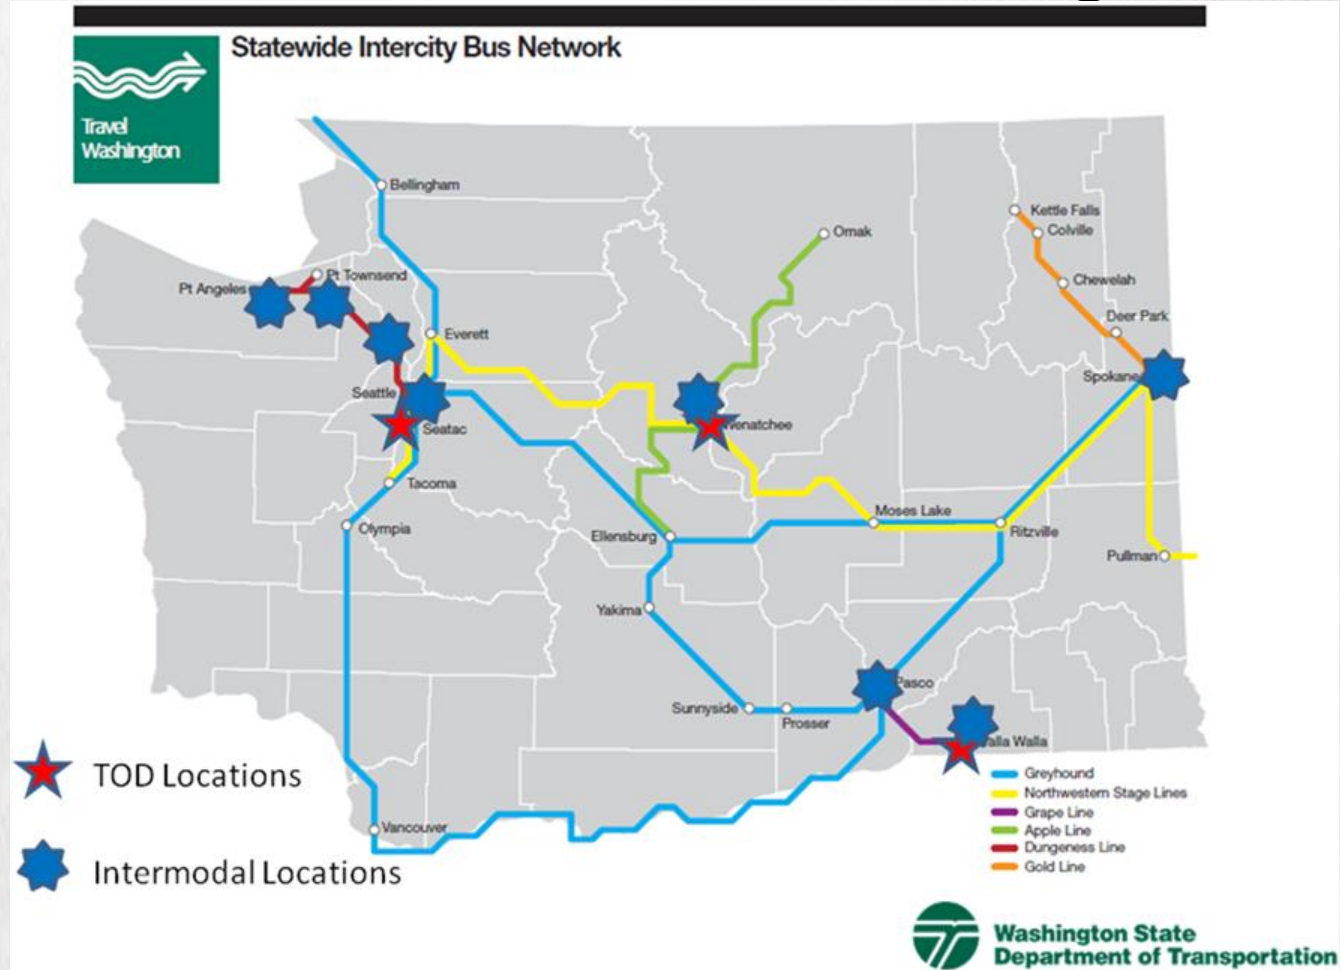 Statewide Intercity Bus Network
Travel
Washington
Bellingham
Kettle Falls
Colville
Omak
Pt Townsend
Pt Angeles
Chewelah
Deer Park
Everett
Spokane
Seattle
Seatac
Wenatchee
Tacoma
Moses Lake
Olympia
Ritzville
Ellensburg
Pullman
Yakima
Pasco
Sunnyside
Prosser
alla Walla
TOD Locations
Greyhound
Northwestern Stage Lines
Grape Line
Apple Line
Dungeness Line
Gold Line
Vancouver
Intermodal Locations
Washington State
Department of Transportation